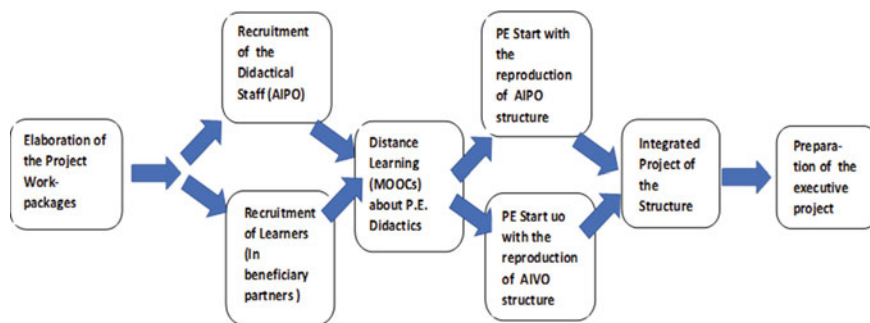 Elaboration of
the Project
Work-
packages
Recruitment
of the
Didactical
Staff (AIPO)
Recruitment
of Learners
(In
beneficiary
partners )
Distance
Learning
(MOOCs)
about P.E.
Didactics
PE Start with
the
reproduction
of AIPO
structure
PE Start uo
with the
reproduction
of AIVO
structure
Integrated
Project of
the
Structure
Prepara-
tion of the
executive
project